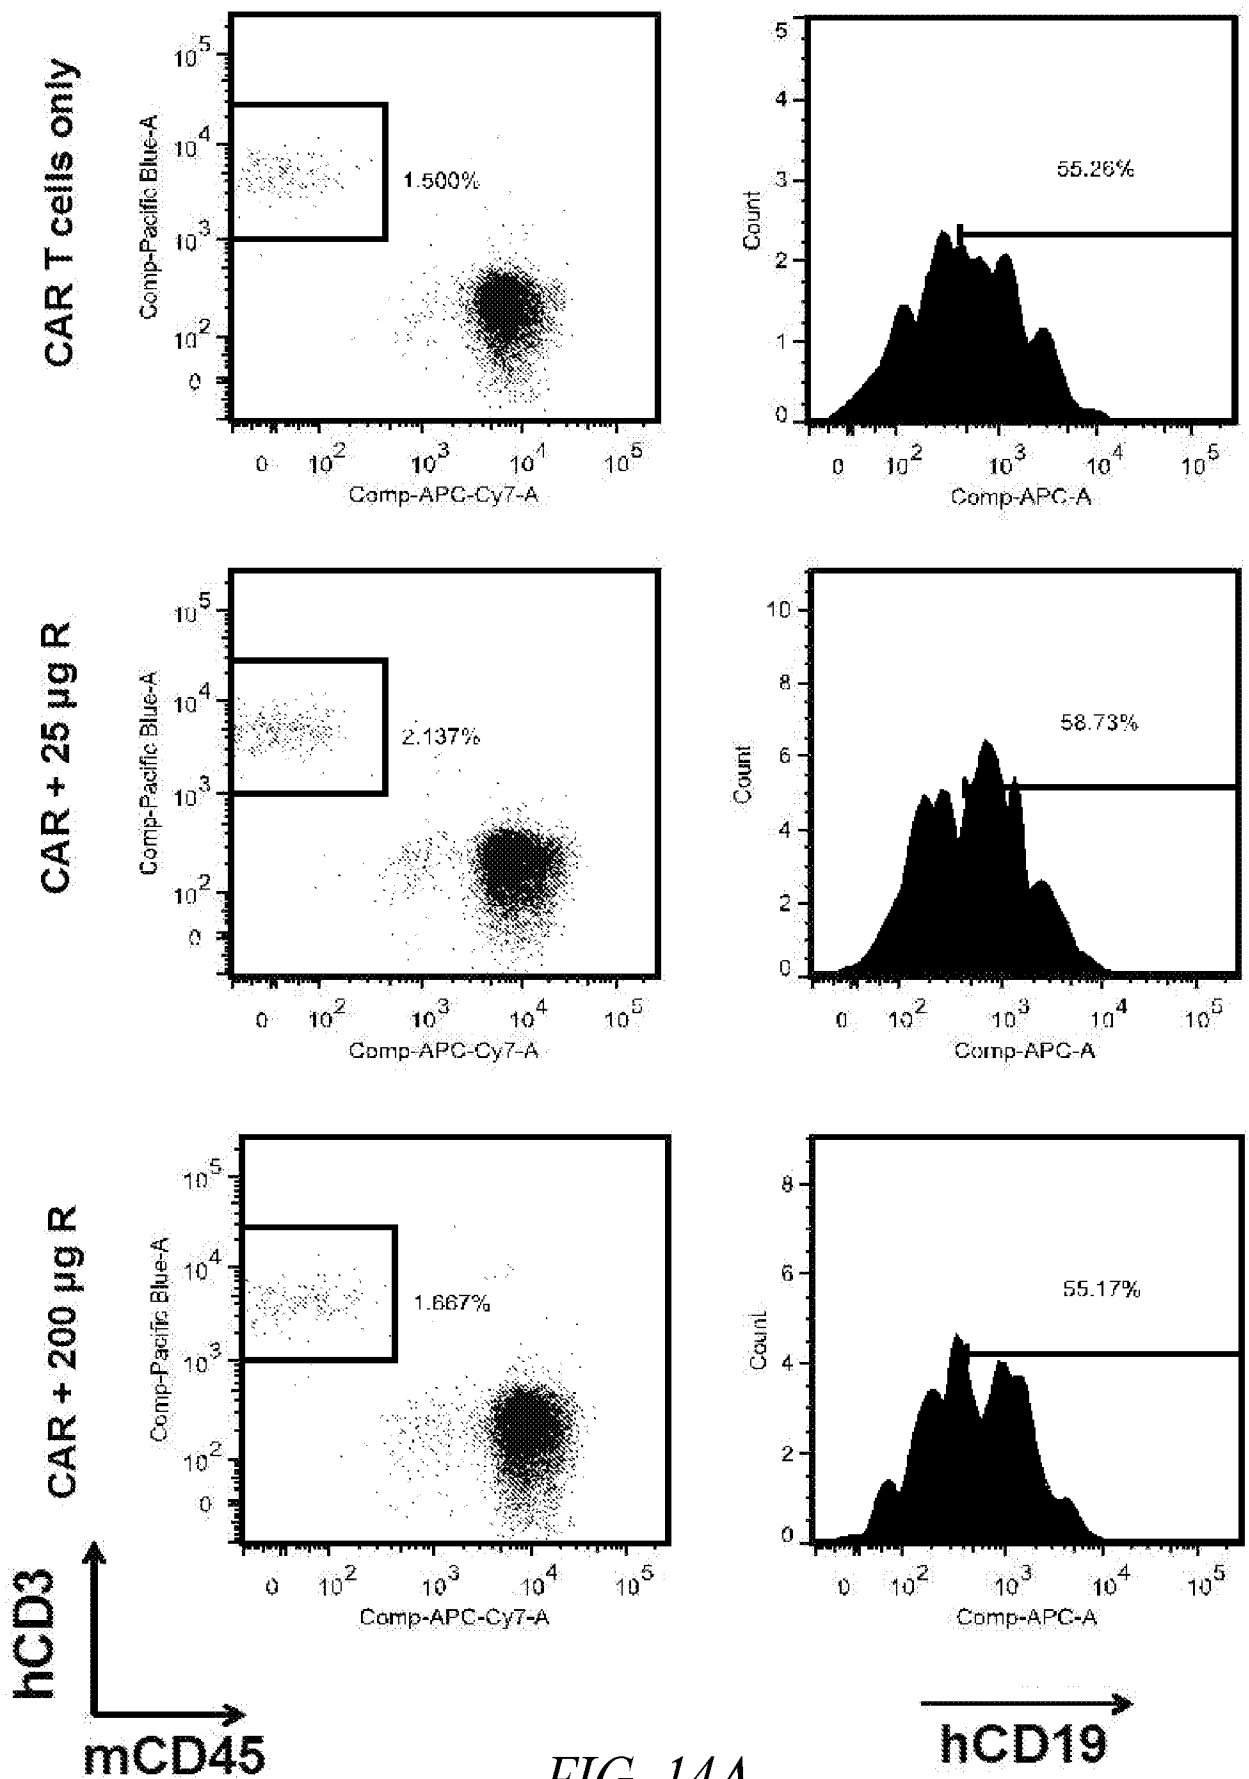 CAR T cells only
Comp-Pacific Blue-A
10^5
10^4
10^3
10^2
0
1.500%
0 10^2 10^3 10^4 10^5
Comp-APC-Cy7-A
Count
5
4
3
2
1
0
55.26%
0 10^2 10^3 10^4 10^5
Comp-APC-A
CAR + 25 µg R
Comp-Pacific Blue-A
10^5
10^4
10^3
10^2
0
2.137%
0 10^2 10^3 10^4 10^5
Comp-APC-Cy7-A
Count
10
8
6
4
2
0
58.73%
0 10^2 10^3 10^4 10^5
Comp-APC-A
CAR + 200 µg R
Comp-Pacific Blue-A
10^5
10^4
10^3
10^2
0
1.667%
0 10^2 10^3 10^4 10^5
Comp-APC-Cy7-A
Count
8
6
4
2
0
55.17%
0 10^2 10^3 10^4 10^5
Comp-APC-A
hCD3
mCD45
hCD19
FIG. 14A